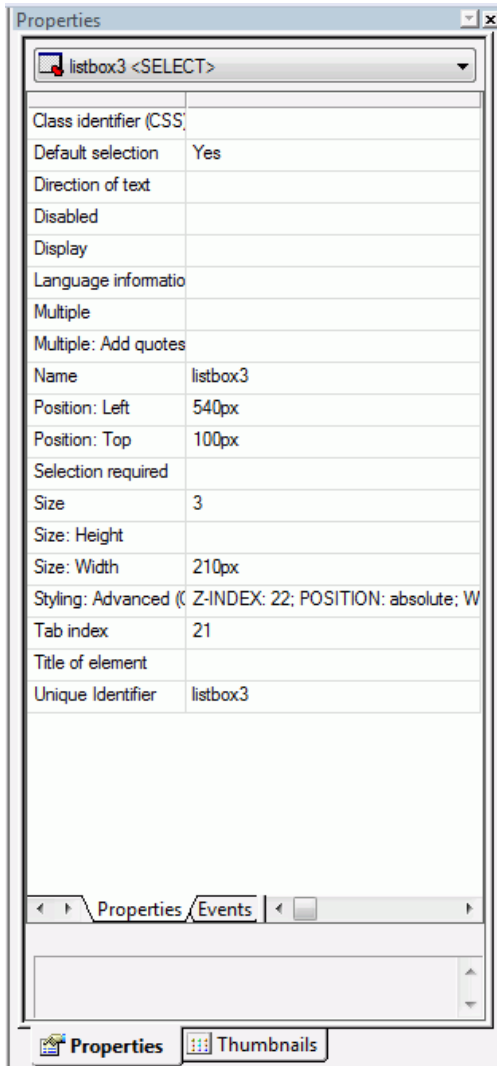 Properties
listbox3 <SELECT>
Class identifier (CSS)
Default selection Yes
Direction of text
Disabled
Display
Language informatio
Multiple
Multiple: Add quotes
Name listbox3
Position: Left 540px
Position: Top 100px
Selection required
Size 3
Size: Height
Size: Width 210px
Styling: Advanced (C Z-INDEX: 22; POSITION: absolute; W
Tab index 21
Title of element
Unique Identifier listbox3
Properties Events
Properties Thumbnails